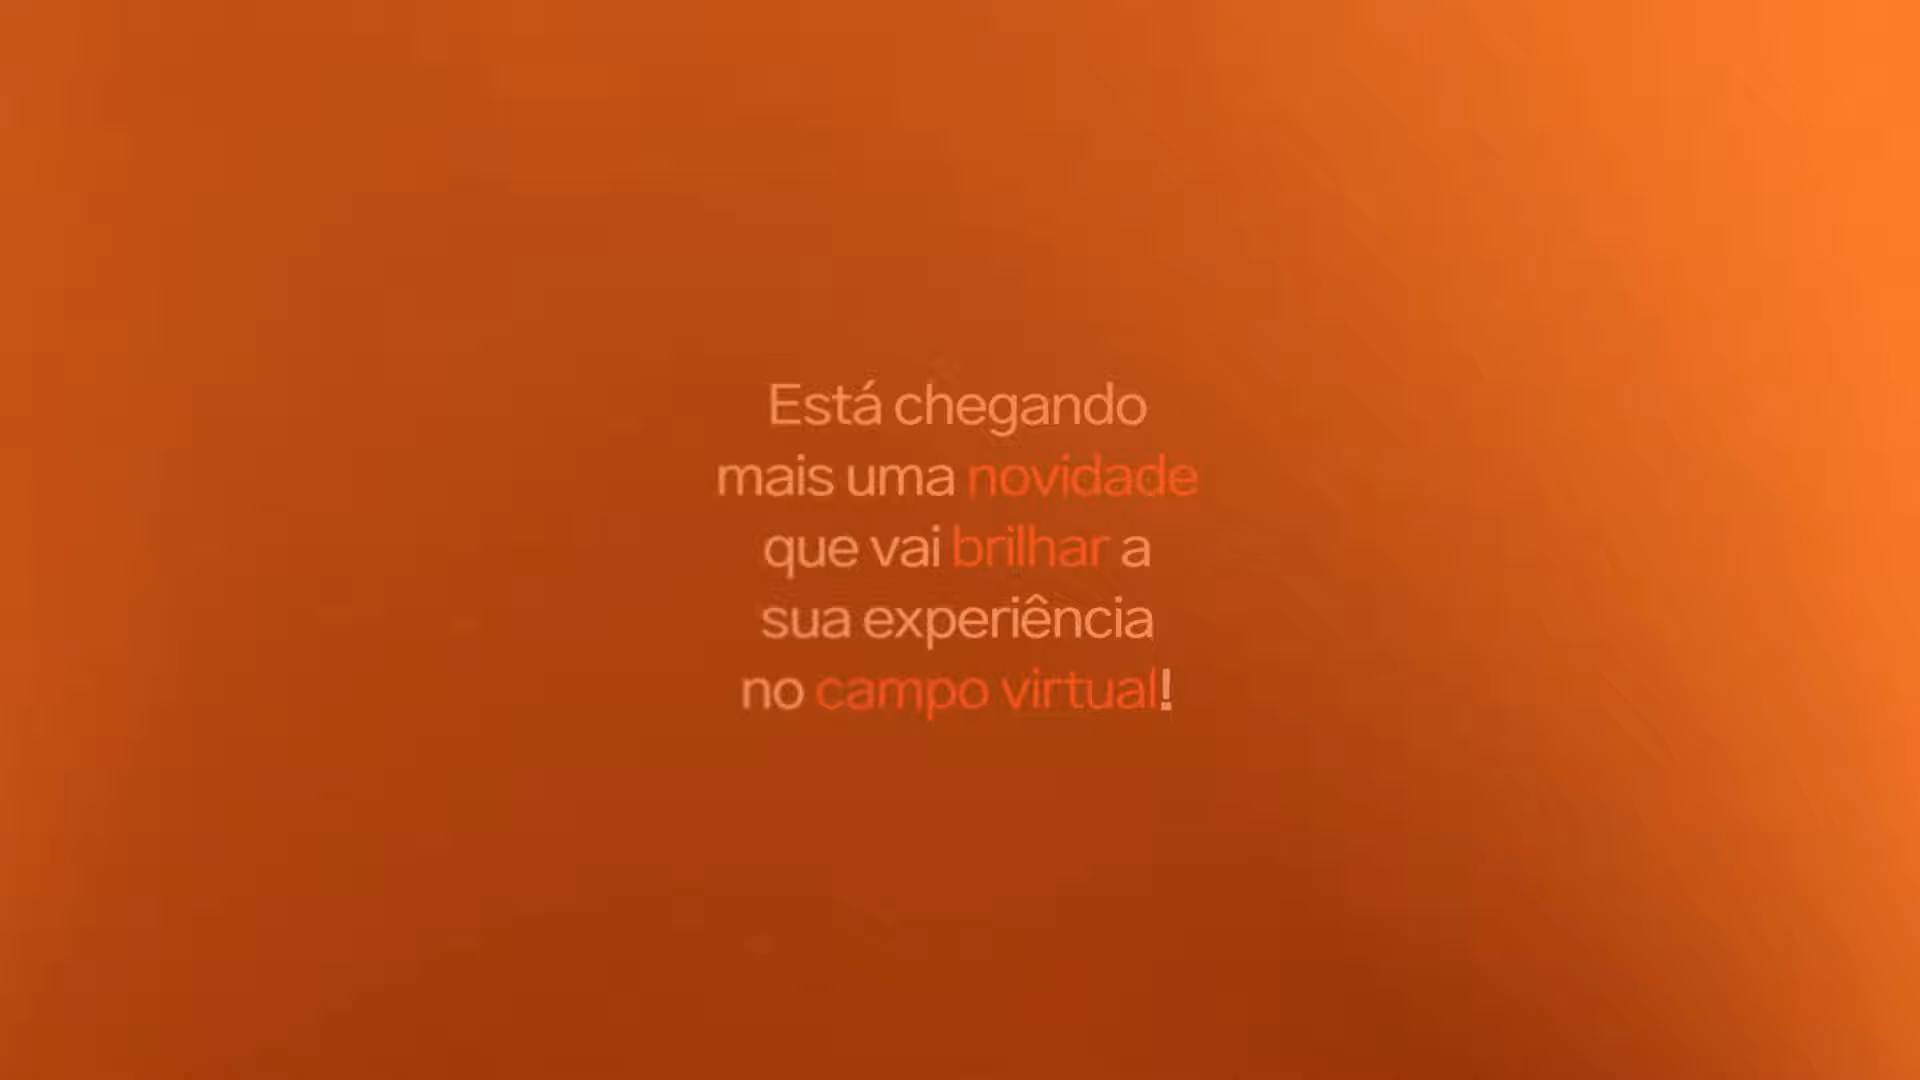 Está chegando
mais uma novidade
que vai brilhar a
sua experiência
no campo virtual!